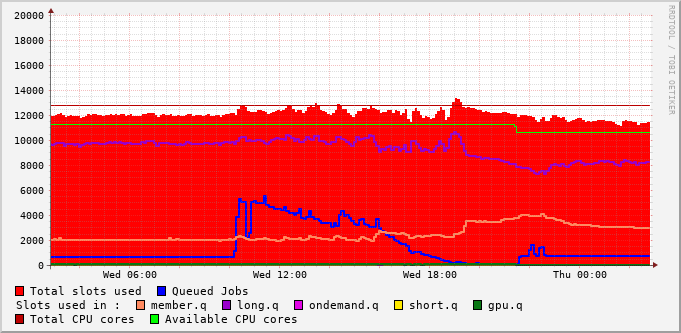 RRDTOOL / TOBI OETIKER
20000
18000
16000
14000
12000
10000
8000
6000
4000
2000
0
Wed 06:00 Wed 12:00 Wed 18:00 Thu 00:00
Total slots used Queued Jobs
Slots used in : member.q long.q ondemand.q short.q gpu.q
Total CPU cores Available CPU cores